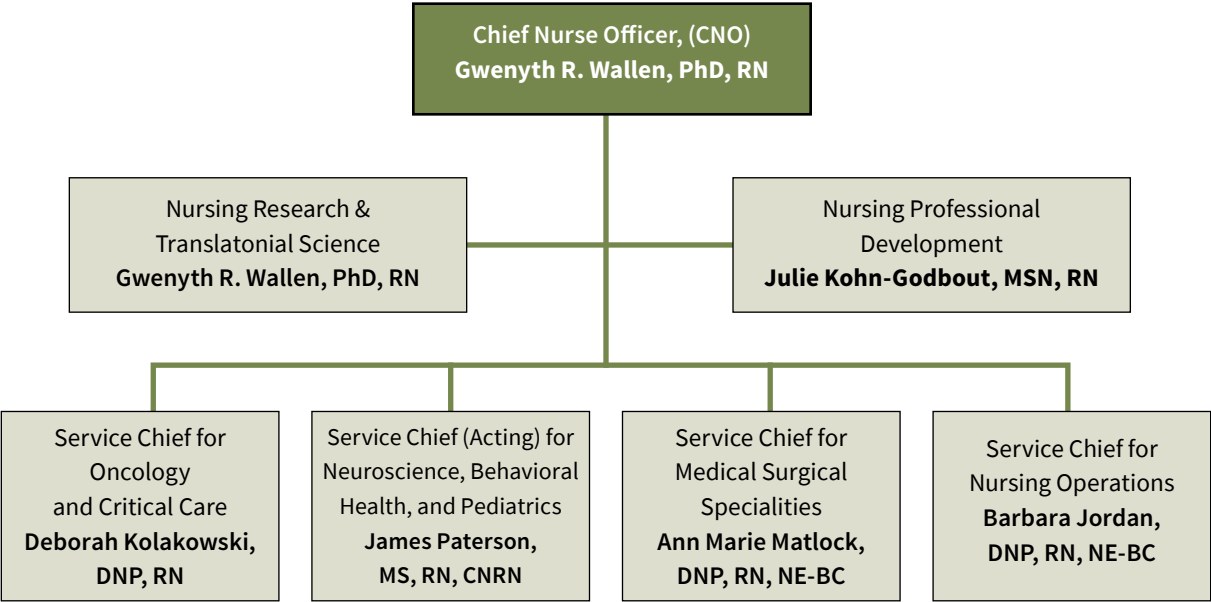 Chief Nurse Officer, (CNO)
Gwenyth R. Wallen, PhD, RN
Nursing Research &
Translatonial Science
Gwenyth R. Wallen, PhD, RN
Nursing Professional
Development
Julie Kohn-Godbout, MSN, RN
Service Chief for
Oncology
and Critical Care
Deborah Kolakowski,
DNP, RN
Service Chief (Acting) for
Neuroscience, Behavioral
Health, and Pediatrics
James Paterson,
MS, RN, CNRN
Service Chief for
Medical Surgical
Specialities
Ann Marie Matlock,
DNP, RN, NE-BC
Service Chief for
Nursing Operations
Barbara Jordan,
DNP, RN, NE-BC